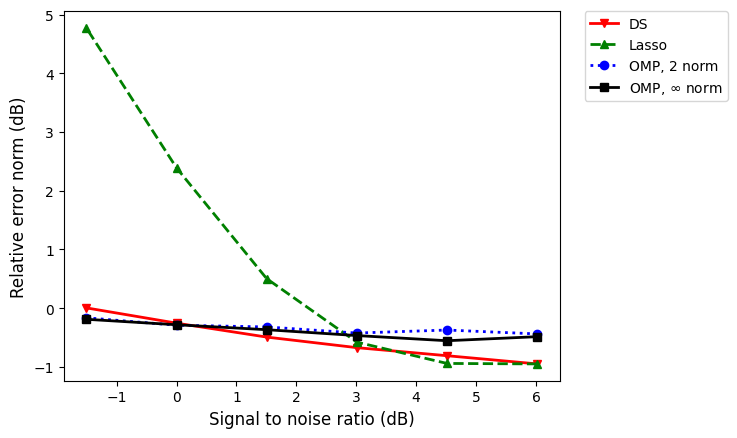 5
4
3
2
1
0
−1
Relative error norm (dB)
−1
0
1
2
3
4
5
6
Signal to noise ratio (dB)
DS
Lasso
OMP, 2 norm
OMP, ∞ norm